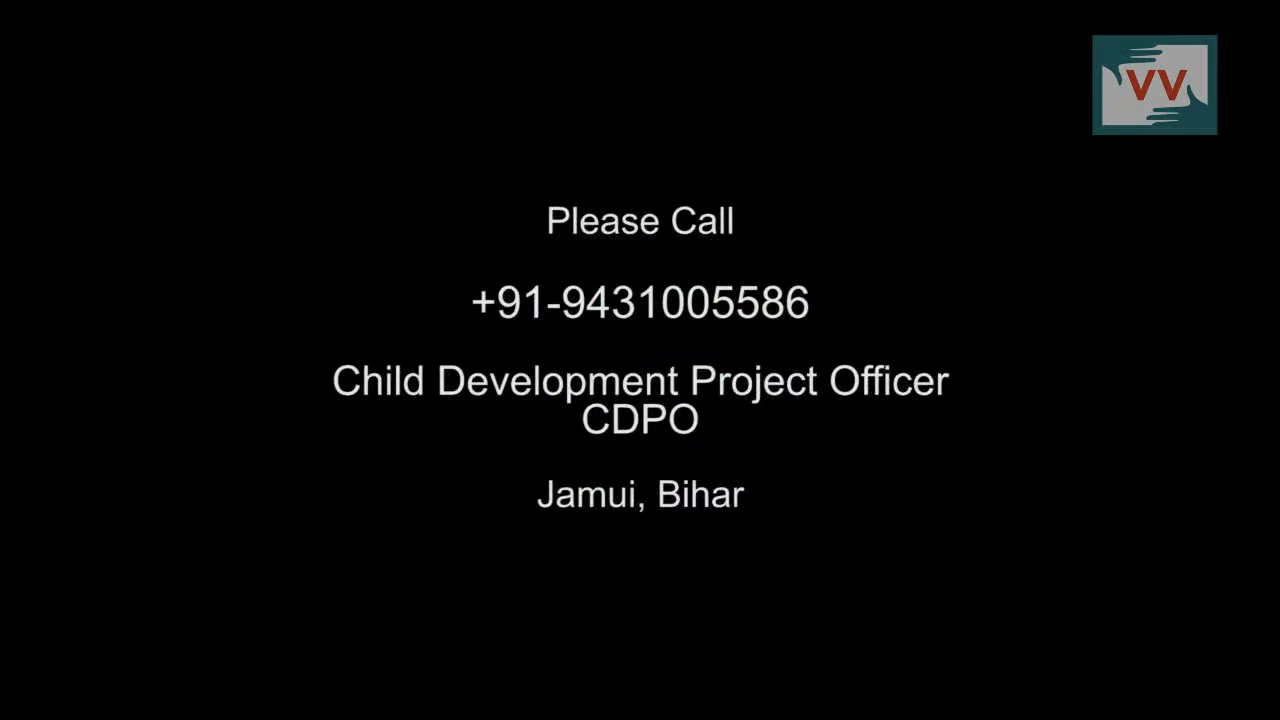 VV
Please Call
+91-9431005586
Child Development Project Officer
CDPO
Jamui, Bihar